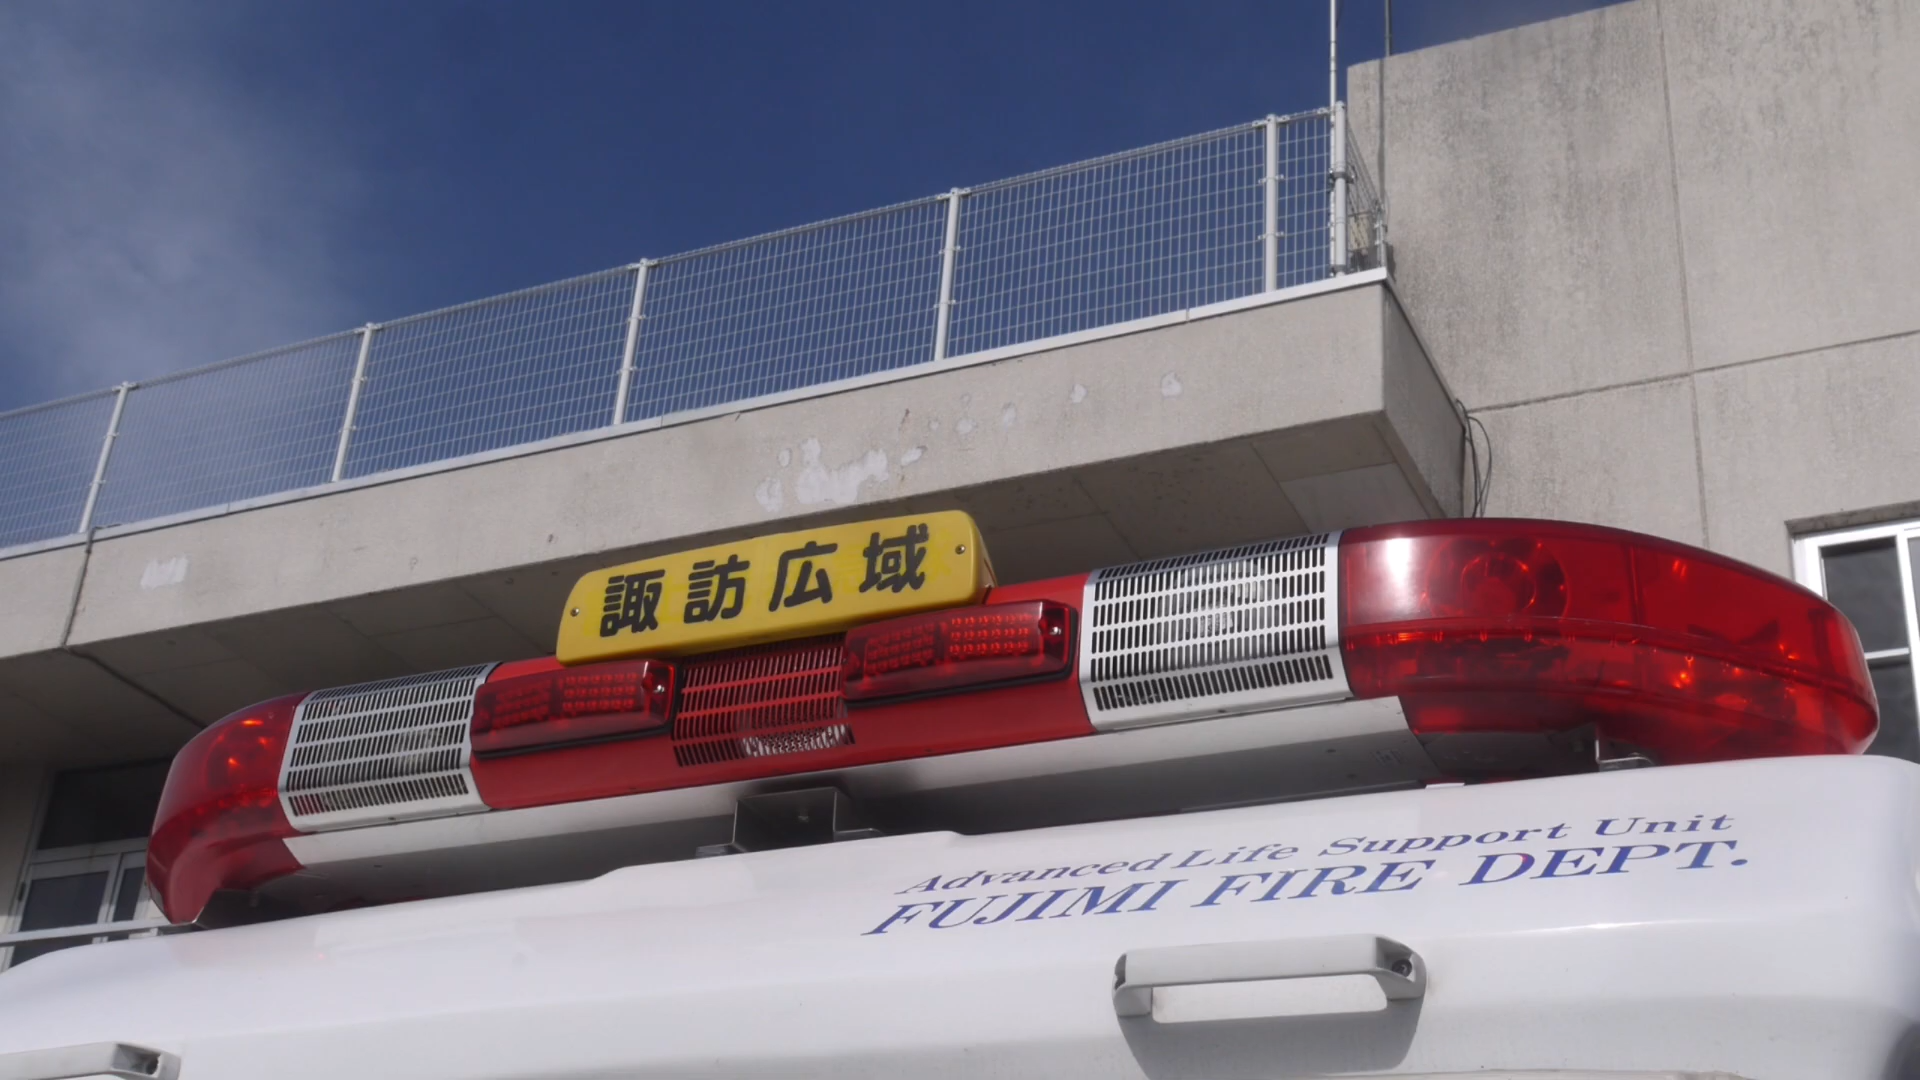 諏訪広域
Advanced Life Support Unit
FUJIMI FIRE DEPT.